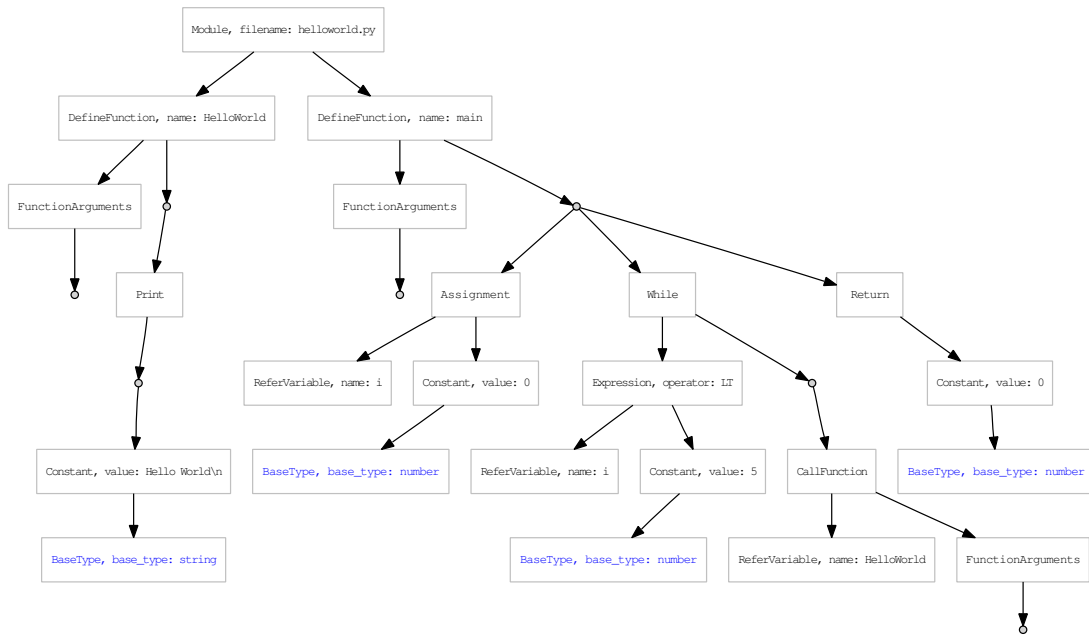 Module, filename: helloworld.py
DefineFunction, name: HelloWorld
DefineFunction, name: main
FunctionArguments
FunctionArguments
Print
Assignment
While
Return
ReferVariable, name: i
Constant, value: 0
Expression, operator: LT
Constant, value: 0
Constant, value: Hello World\n
BaseType, base_type: number
ReferVariable, name: i
Constant, value: 5
CallFunction
BaseType, base_type: number
BaseType, base_type: string
BaseType, base_type: number
ReferVariable, name: HelloWorld
FunctionArguments